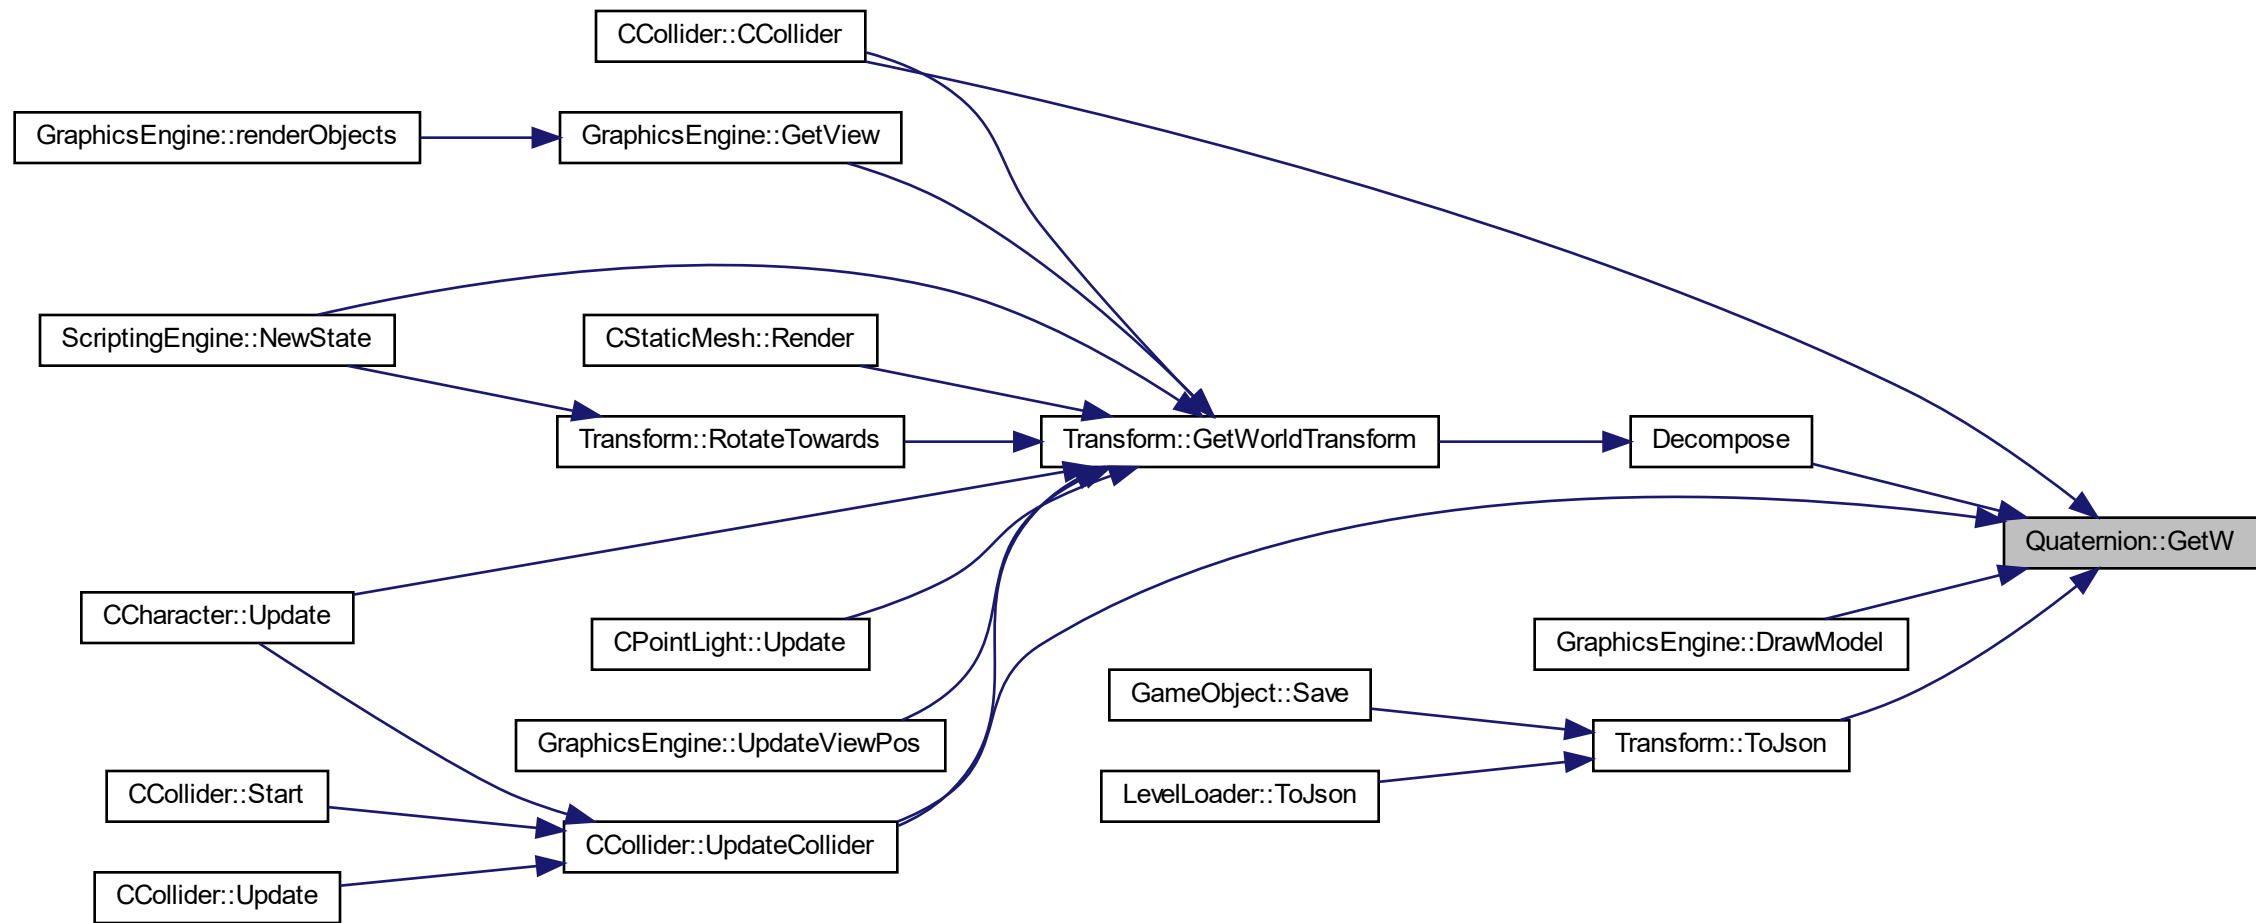 CCollider::CCollider
GraphicsEngine::renderObjects
GraphicsEngine::GetView
ScriptingEngine::NewState
CStaticMesh::Render
Transform::RotateTowards
Transform::GetWorldTransform
Decompose
Quaternion::GetW
CCharacter::Update
CPointLight::Update
GraphicsEngine::DrawModel
GameObject::Save
GraphicsEngine::UpdateViewPos
Transform::ToJson
CCollider::Start
LevelLoader::ToJson
CCollider::UpdateCollider
CCollider::Update